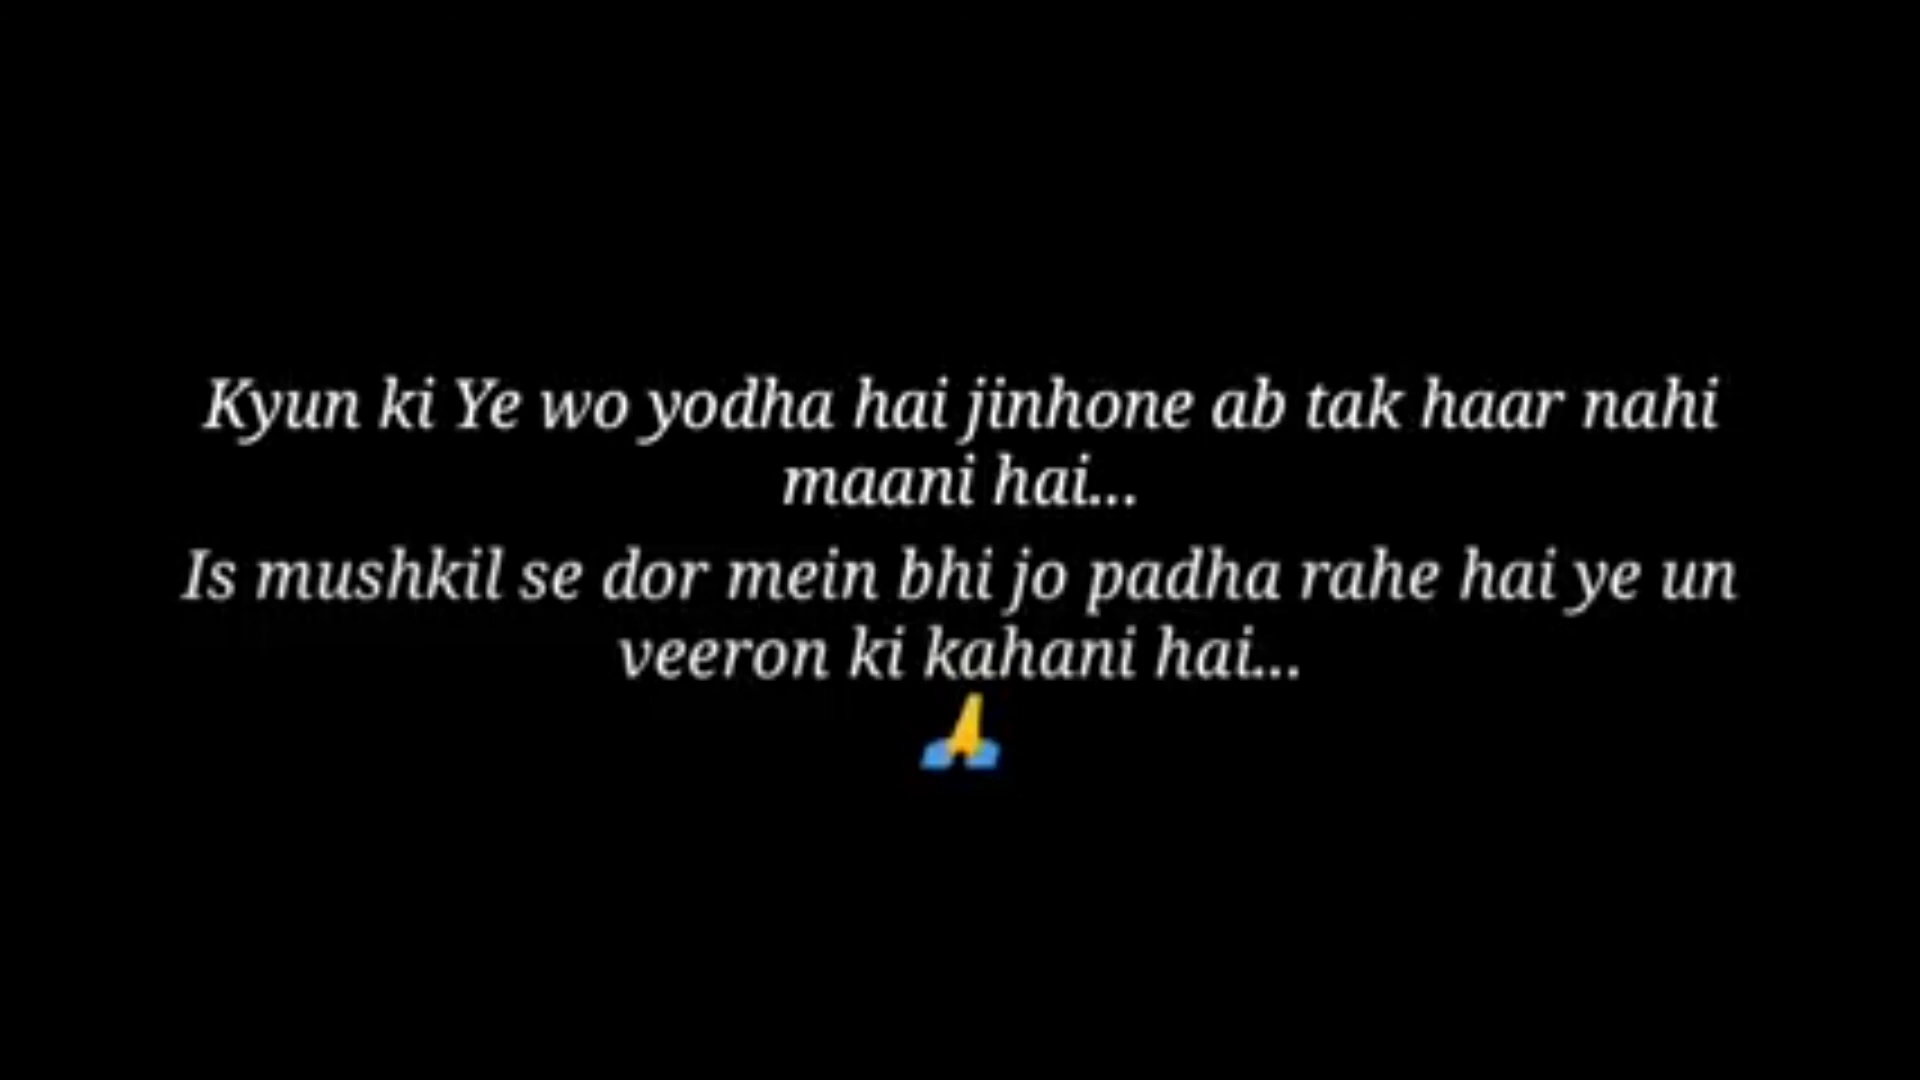 Kyun ki Ye wo yodha hai jinhone ab tak haar nahi
maani hai...
Is mushkil se dor mein bhi jo padha rahe hai ye un
veeron ki kahani hai...
🙏